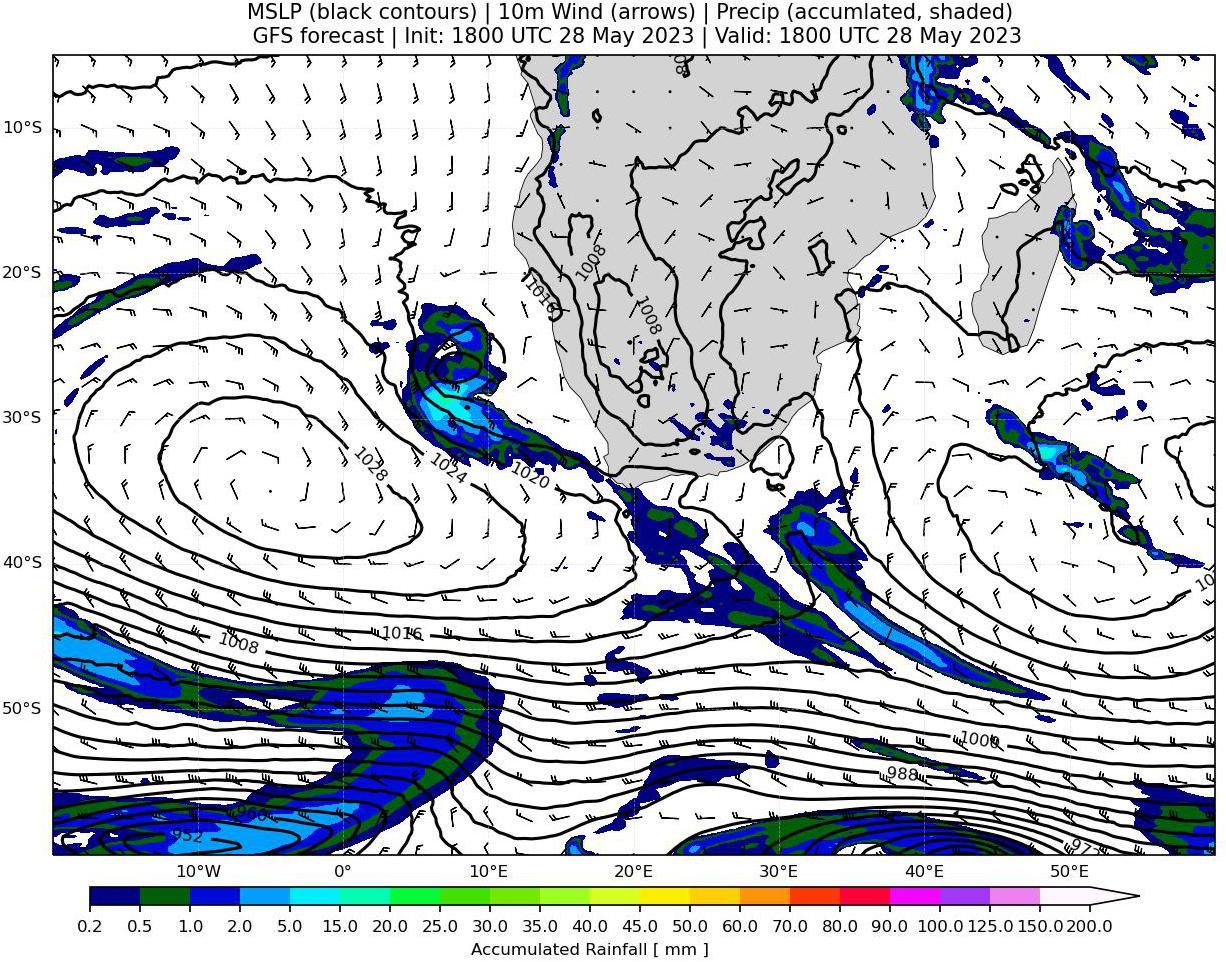 MSLP (black contours) | 10m Wind (arrows) | Precip (accumlated, shaded)
GFS forecast | Init: 1800 UTC 28 May 2023 | Valid: 1800 UTC 28 May 2023
10°S
20°S
1008
1016
1008
30°S
1028
1024
1020
40°S
1008
1016
50°S
1000
988
960
952
972
10°W 0° 10°E 20°E 30°E 40°E 50°E
0.2 0.5 1.0 2.0 5.0 10.0 15.0 20.0 25.0 30.0 35.0 40.0 45.0 50.0 60.0 70.0 80.0 90.0 100.0 125.0 150.0 200.0
Accumulated Rainfall [ mm ]